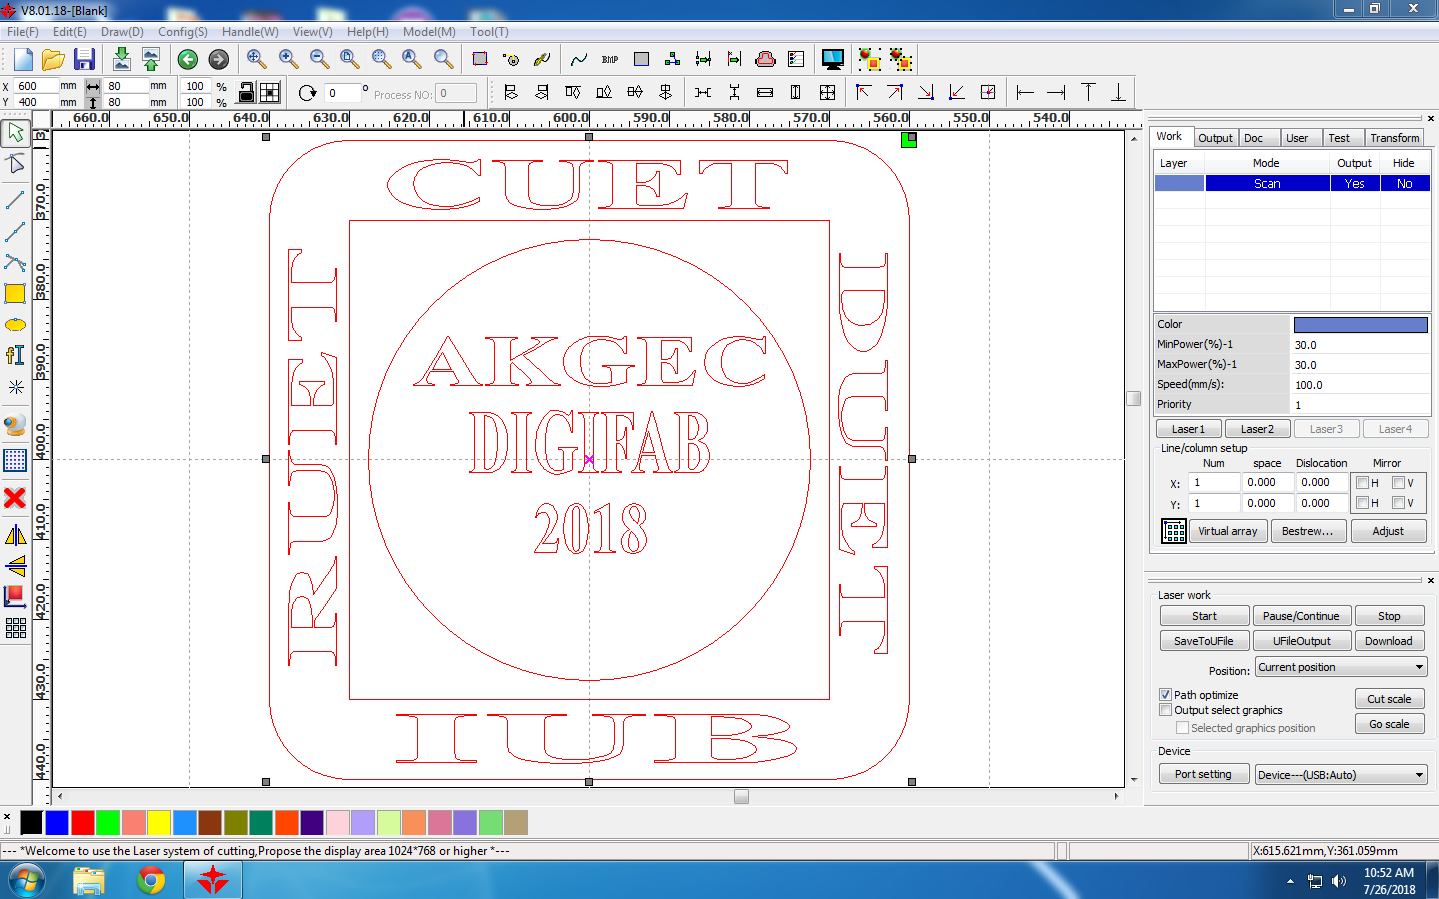 V8.01.18-[Blank]
File(F) Edit(E) Draw(D) Config(S) Handle(W) View(V) Help(H) Model(M) Tool(T)
BMP
X 600 mm 80 mm 100 %
Y 400 mm 80 mm 100 %
0 ° Process NO: 0
660.0 650.0 640.0 630.0 620.0 610.0 600.0 590.0 580.0 570.0 560.0 550.0 540.0
370.0
380.0
390.0
400.0
410.0
420.0
430.0
440.0
CUET
RUET
DUET
AKGEC
DIGIFAB
2018
IUB
Work Output Doc User Test Transform
Layer Mode Output Hide
Scan Yes No
Color
MinPower(%)-1 30.0
MaxPower(%)-1 30.0
Speed(mm/s): 100.0
Priority 1
Laser1 Laser2 Laser3 Laser4
Line/column setup
Num space Dislocation Mirror
X: 1 0.000 0.000 H V
Y: 1 0.000 0.000 H V
Virtual array Bestrew... Adjust
Laser work
Start Pause/Continue Stop
SaveToUFile UFileOutput Download
Position: Current position
Path optimize Cut scale
Output select graphics
Selected graphics position Go scale
Device
Port setting Device---(USB:Auto)
--- *Welcome to use the Laser system of cutting,Propose the display area 1024*768 or higher *---
X:615.621mm,Y:361.059mm
10:52 AM
7/26/2018